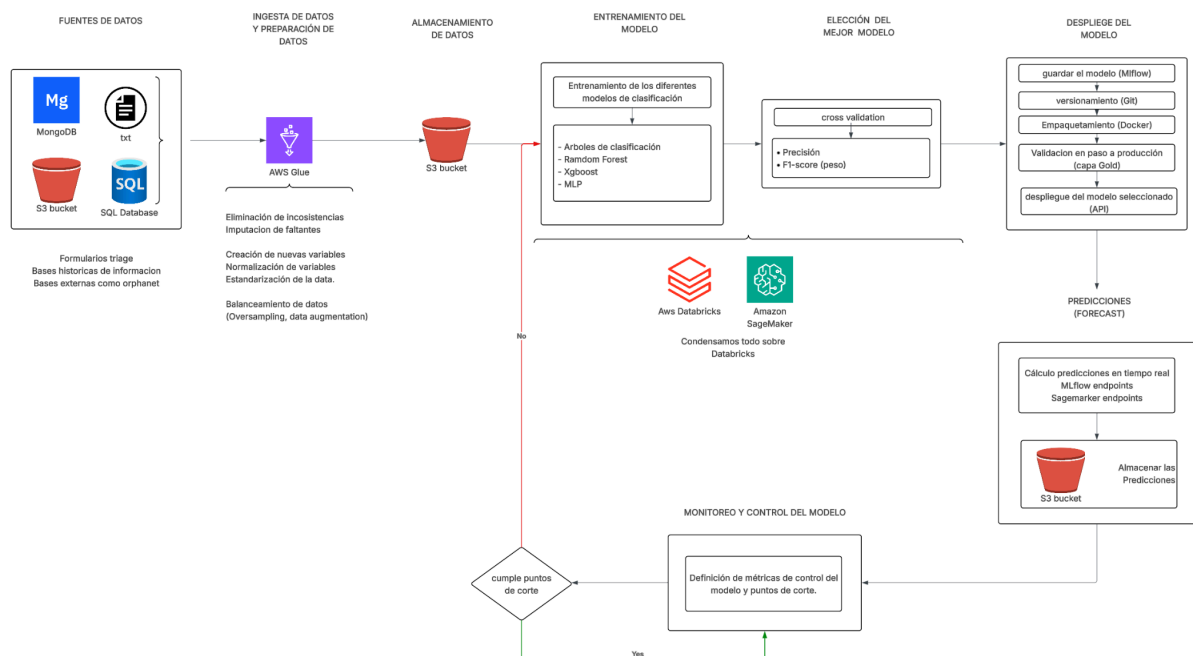 FUENTES DE DATOS
INGESTA DE DATOS
Y PREPARACIÓN DE
DATOS
ALMACENAMIENTO
DE DATOS
ENTRENAMIENTO DEL
MODELO
ELECCIÓN DEL
MEJOR MODELO
DESPLIEGE DEL
MODELO
Mg
MongoDB
txt
S3 bucket
SQL
SQL Database
Formularios triage
Bases historicas de informacion
Bases externas como orphanet
AWS Glue
Eliminación de incosistencias
Imputacion de faltantes
Creación de nuevas variables
Normalización de variables
Estandarización de la data.
Balanceamiento de datos
(Oversampling, data augmentation)
S3 bucket
Entrenamiento de los diferentes
modelos de clasificación
- Arboles de clasificación
- Ramdom Forest
- Xgboost
- MLP
cross validation
• Precisión
• F1-score (peso)
Aws Databricks
Amazon
SageMaker
Condensamos todo sobre
Databricks
guardar el modelo (Mlflow)
versionamiento (Git)
Empaquetamiento (Docker)
Validacion en paso a producción
(capa Gold)
despliegue del modelo seleccionado
(API)
PREDICCIONES
(FORECAST)
Cálculo predicciones en tiempo real
MLflow endpoints
Sagemarker endpoints
Almacenar las
Predicciones
S3 bucket
MONITOREO Y CONTROL DEL MODELO
Definición de métricas de control del
modelo y puntos de corte.
cumple puntos
de corte
No
Yes